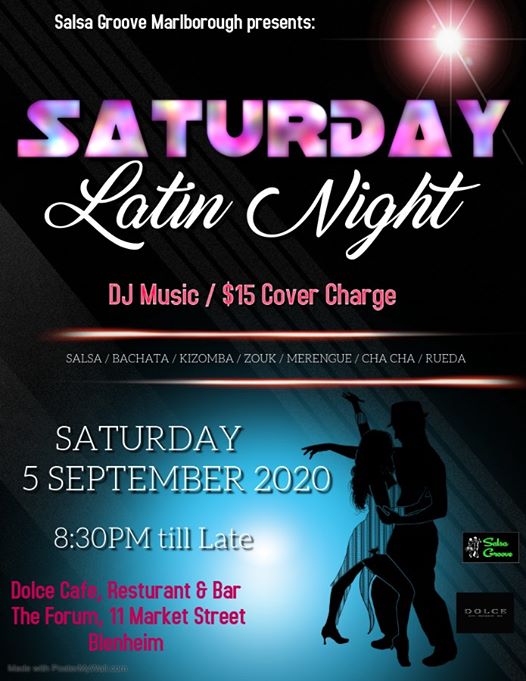 Salsa Groove Marlborough presents:
SATURDAY
Latin Night
DJ Music / $15 Cover Charge
SALSA / BACHATA / KIZOMBA / ZOUK / MERENGUE / CHA CHA / RUEDA
SATURDAY
5 SEPTEMBER 2020
8:30PM till Late
Dolce Cafe, Resturant & Bar
The Forum, 11 Market Street
Blenheim
Salsa
Groove
DOLCE
Made with PosterMyWall.com